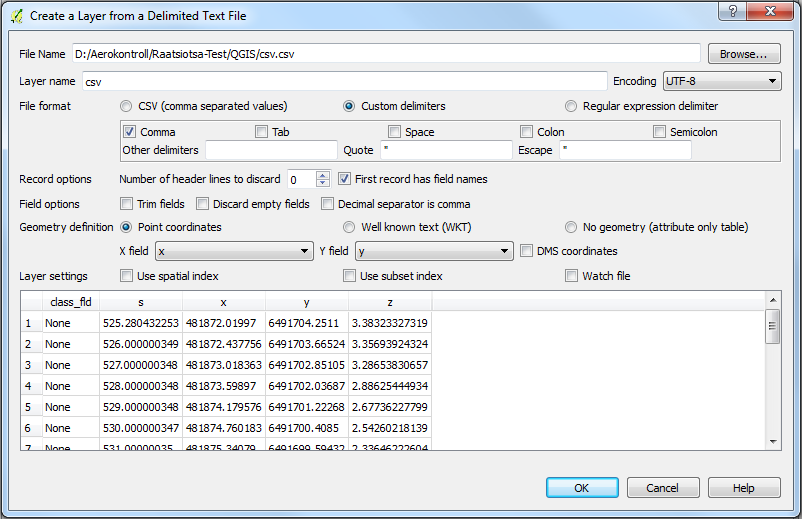 Create a Layer from a Delimited Text File
File Name D:/Aerokontroll/Raatsiotsa-Test/QGIS/csv.csv Browse...
Layer name csv Encoding UTF-8
File format CSV (comma separated values) Custom delimiters Regular expression delimiter
Comma Tab Space Colon Semicolon
Other delimiters Quote " Escape "
Record options Number of header lines to discard 0 First record has field names
Field options Trim fields Discard empty fields Decimal separator is comma
Geometry definition Point coordinates Well known text (WKT) No geometry (attribute only table)
X field x Y field y DMS coordinates
Layer settings Use spatial index Use subset index Watch file
class_fld s x y z
1 None 525.280432253 481872.01997 6491704.2511 3.38323327319
2 None 526.000000349 481872.437756 6491703.66524 3.35693924324
3 None 527.000000348 481873.018363 6491702.85105 3.28653830657
4 None 528.000000348 481873.59897 6491702.03687 2.88625444934
5 None 529.000000348 481874.179576 6491701.22268 2.67736227799
6 None 530.000000347 481874.760183 6491700.4085 2.54260218139
7 None 531.00000035 481875.34079 6491699.59432 2.33646222604
OK Cancel Help